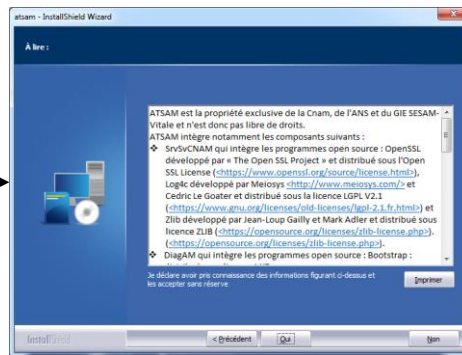 atsam - InstallShield Wizard
À lire :
ATSAM est la propriété exclusive de la Cnam, de l'ANS et du GIE SESAM-
Vitale et n'est donc pas libre de droits.
ATSAM intègre notamment les composants suivants :
❖ SrvSvCNAM qui intègre les programmes open source : OpenSSL
développé par « The Open SSL Project » et distribué sous l'Open
SSL License (<https://www.openssl.org/source/license.html>),
Log4c développé par Meiosys <http://www.meiosys.com/> et
Cedric Le Goater et distribué sous la licence LGPL V2.1
(<https://www.gnu.org/licenses/old-licenses/lgpl-2.1.fr.html>) et
Zlib développé par Jean-Loup Gailly et Mark Adler et distribué sous
licence ZLIB (<https://opensource.org/licenses/zlib-license.php>).
(<https://opensource.org/licenses/zlib-license.php>).
❖ DiagAM qui intègre les programmes open source : Bootstrap :
Je déclare avoir pris connaissance des informations figurant ci-dessus et
les accepter sans réserve
Imprimer
InstallShield
< Précédent
Oui
Non